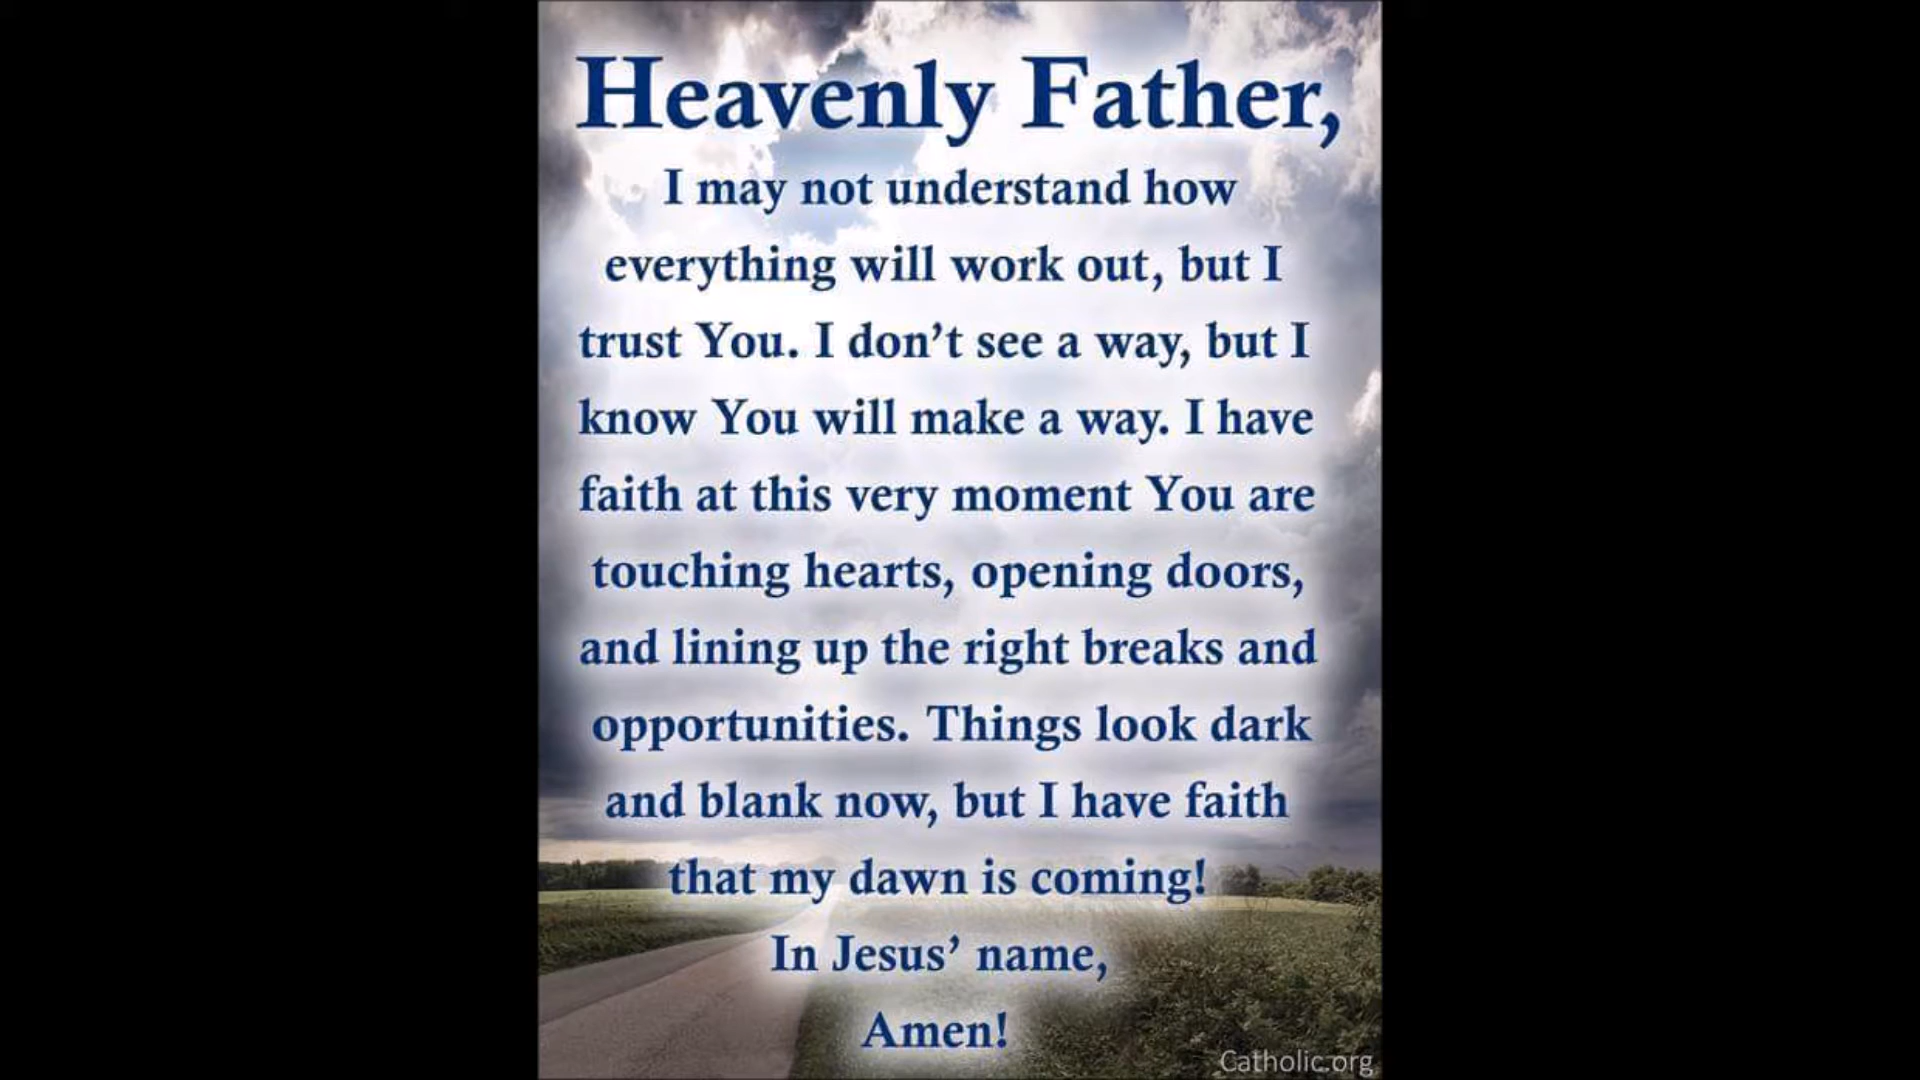 Heavenly Father,
I may not understand how
everything will work out, but I
trust You. I don’t see a way, but I
know You will make a way. I have
faith at this very moment You are
touching hearts, opening doors,
and lining up the right breaks and
opportunities. Things look dark
and blank now, but I have faith
that my dawn is coming!
In Jesus’ name,
Amen!
Catholic.org